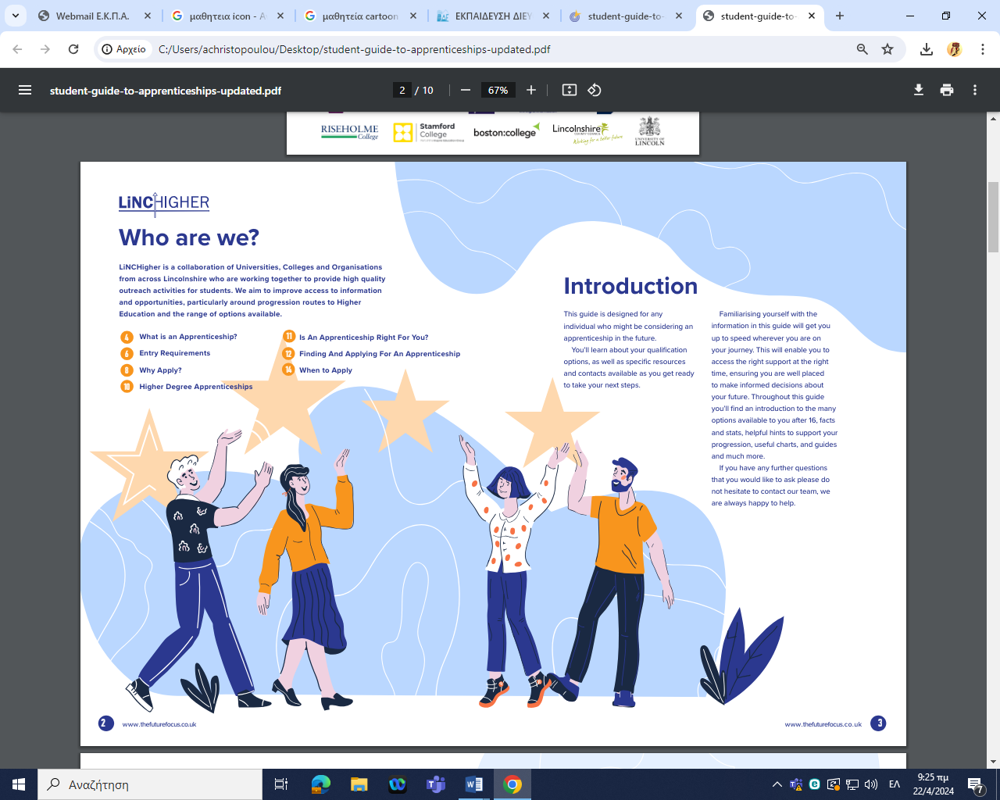 Webmail Ε.Κ.Π.Α.
μαθητεια icon - Α
μαθητεία cartoon
ΕΚΠΑΙΔΕΥΣΗ ΔΙΕΥ
student-guide-to-
student-guide-to-
Αρχείο
C:/Users/achristopoulou/Desktop/student-guide-to-apprenticeships-updated.pdf
student-guide-to-apprenticeships-updated.pdf
2 / 10
67%
RISEHOLME
College
Stamford
College
boston:college
Lincolnshire
COUNTY COUNCIL
Working for a better future
UNIVERSITY OF
LINCOLN
LiNCHIGHER
Who are we?
LiNCHigher is a collaboration of Universities, Colleges and Organisations
from across Lincolnshire who are working together to provide high quality
outreach activities for students. We aim to improve access to information
and opportunities, particularly around progression routes to Higher
Education and the range of options available.
4 What is an Apprenticeship?
6 Entry Requirements
8 Why Apply?
10 Higher Degree Apprenticeships
11 Is An Apprenticeship Right For You?
12 Finding And Applying For An Apprenticeship
14 When to Apply
Introduction
This guide is designed for any
individual who might be considering an
apprenticeship in the future.
You'll learn about your qualification
options, as well as specific resources
and contacts available as you get ready
to take your next steps.
Familiarising yourself with the
information in this guide will get you
up to speed wherever you are on
your journey. This will enable you to
access the right support at the right
time, ensuring you are well placed
to make informed decisions about
your future. Throughout this guide
you'll find an introduction to the many
options available to you after 16, facts
and stats, helpful hints to support your
progression, useful charts, and guides
and much more.
If you have any further questions
that you would like to ask please do
not hesitate to contact our team, we
are always happy to help.
2 www.thefuturefocus.co.uk
www.thefuturefocus.co.uk 3
Αναζήτηση
ΕΛ
9:25 πμ
22/4/2024
7